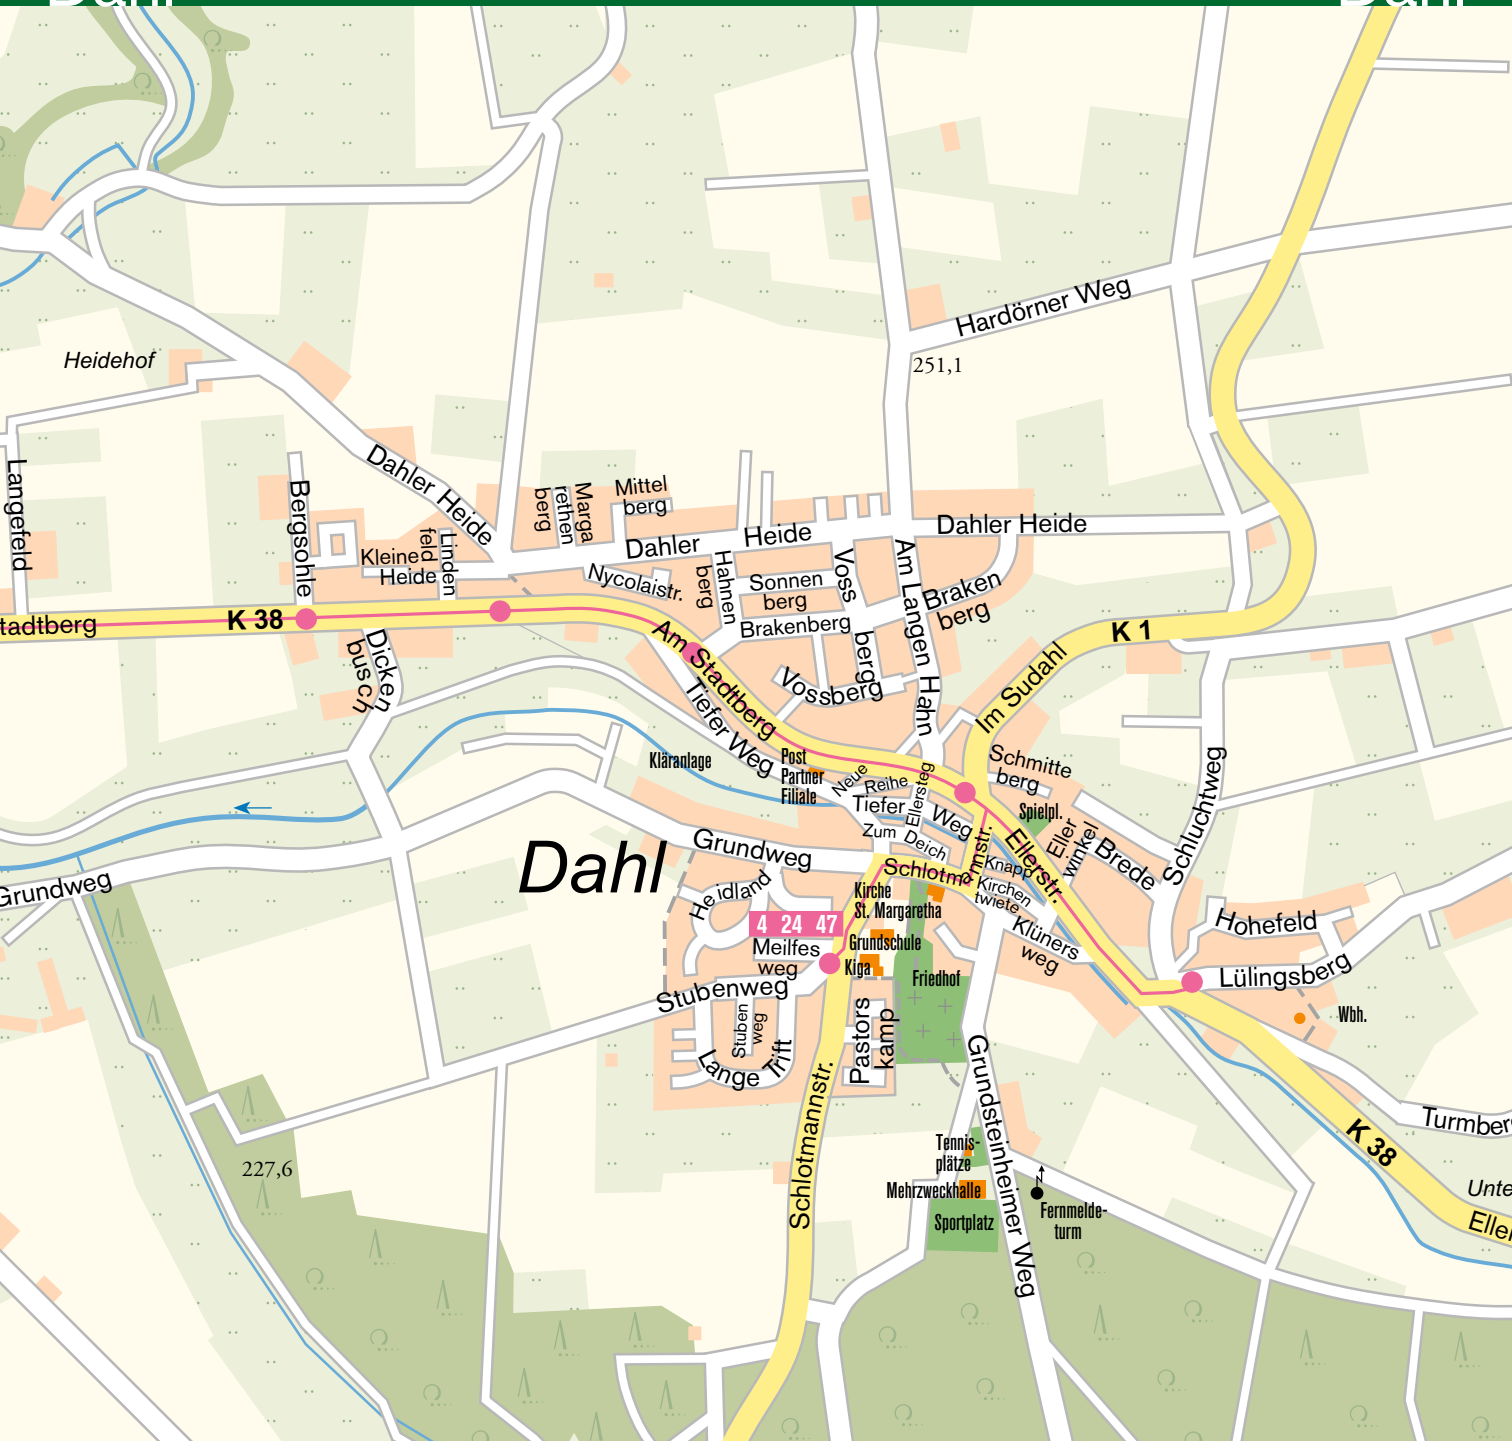 Heidehof
Hardörner Weg
251,1
Langefeld
Bergsohle
Dahler Heide
Kleine
Heide
Linden
feld
Marga
rethen
berg
Mittel
berg
Dahler
Heide
Dahler Heide
Nycolaistr.
Hahnen
berg
Sonnen
berg
Brakenberg
Voss
berg
Am Langen Hahn
Braken
berg
tadtberg
K 38
Dicken
busch
Am Stadtberg
Tiefer Weg
Vossberg
Im Sudahl
K 1
Kläranlage
Post
Partner
Filiale
Neue
Reihe
Ellersteg
Tiefer
Weg
Zum
Deich
Schmitte
berg
Spielpl.
Eller
winkel
Brede
Schluchtweg
Ellerstr.
Dahl
Grundweg
Grundweg
Heidland
4 24 47
Meilfes
weg
Stubenweg
Stuben
weg
Lange
Trift
Kirche
St. Margaretha
Grundschule
Kiga
Friedhof
Schlotma
nnstr.
Knapp
Kirchen
twiete
Klüners
weg
Hohefeld
Lülingsberg
Wbh.
Pastors
kamp
Schlotmannstr.
Grundsteinheimer Weg
Tennis-
plätze
Mehrzweckhalle
Sportplatz
Fernmelde-
turm
K 38
Turmber
Unte
Eller
227,6